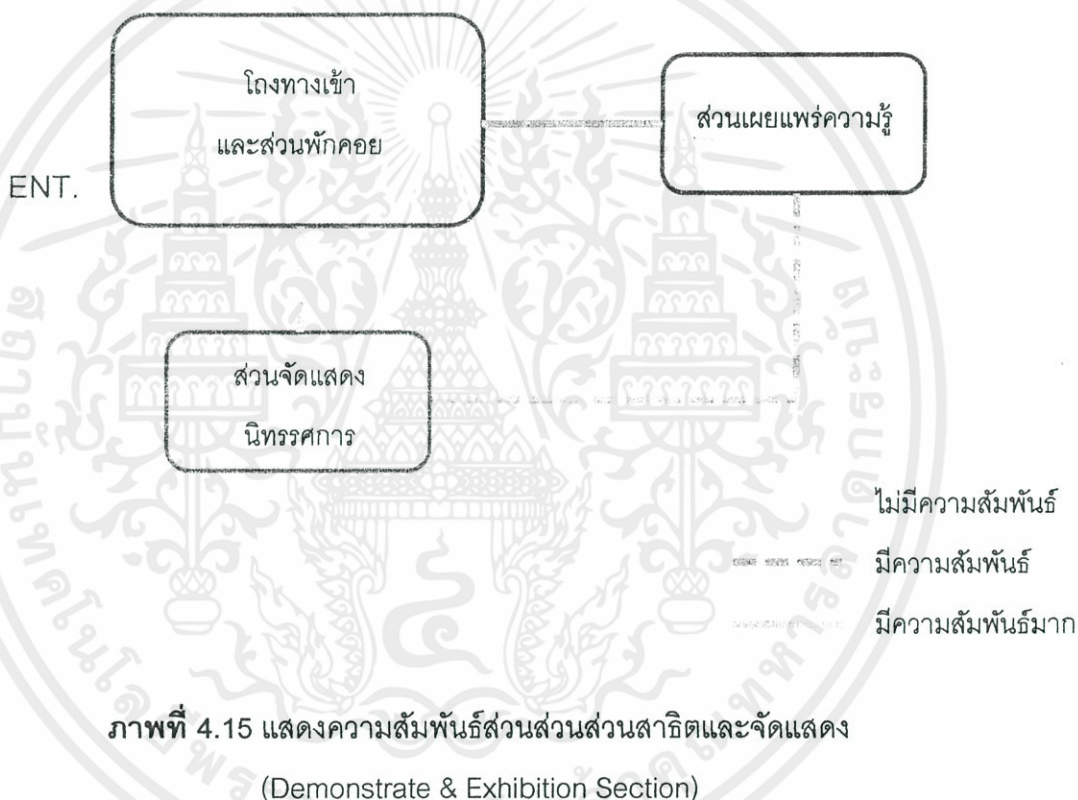 โถงทางเข้า
และส่วนพักคอย
ส่วนเผยแพร่ความรู้
ENT.
ส่วนจัดแสดง
นิทรรศการ
ไม่มีความสัมพันธ์
มีความสัมพันธ์
มีความสัมพันธ์มาก
ภาพที่ 4.15 แสดงความสัมพันธ์ส่วนส่วนส่วนสาธิตและจัดแสดง
(Demonstrate & Exhibition Section)